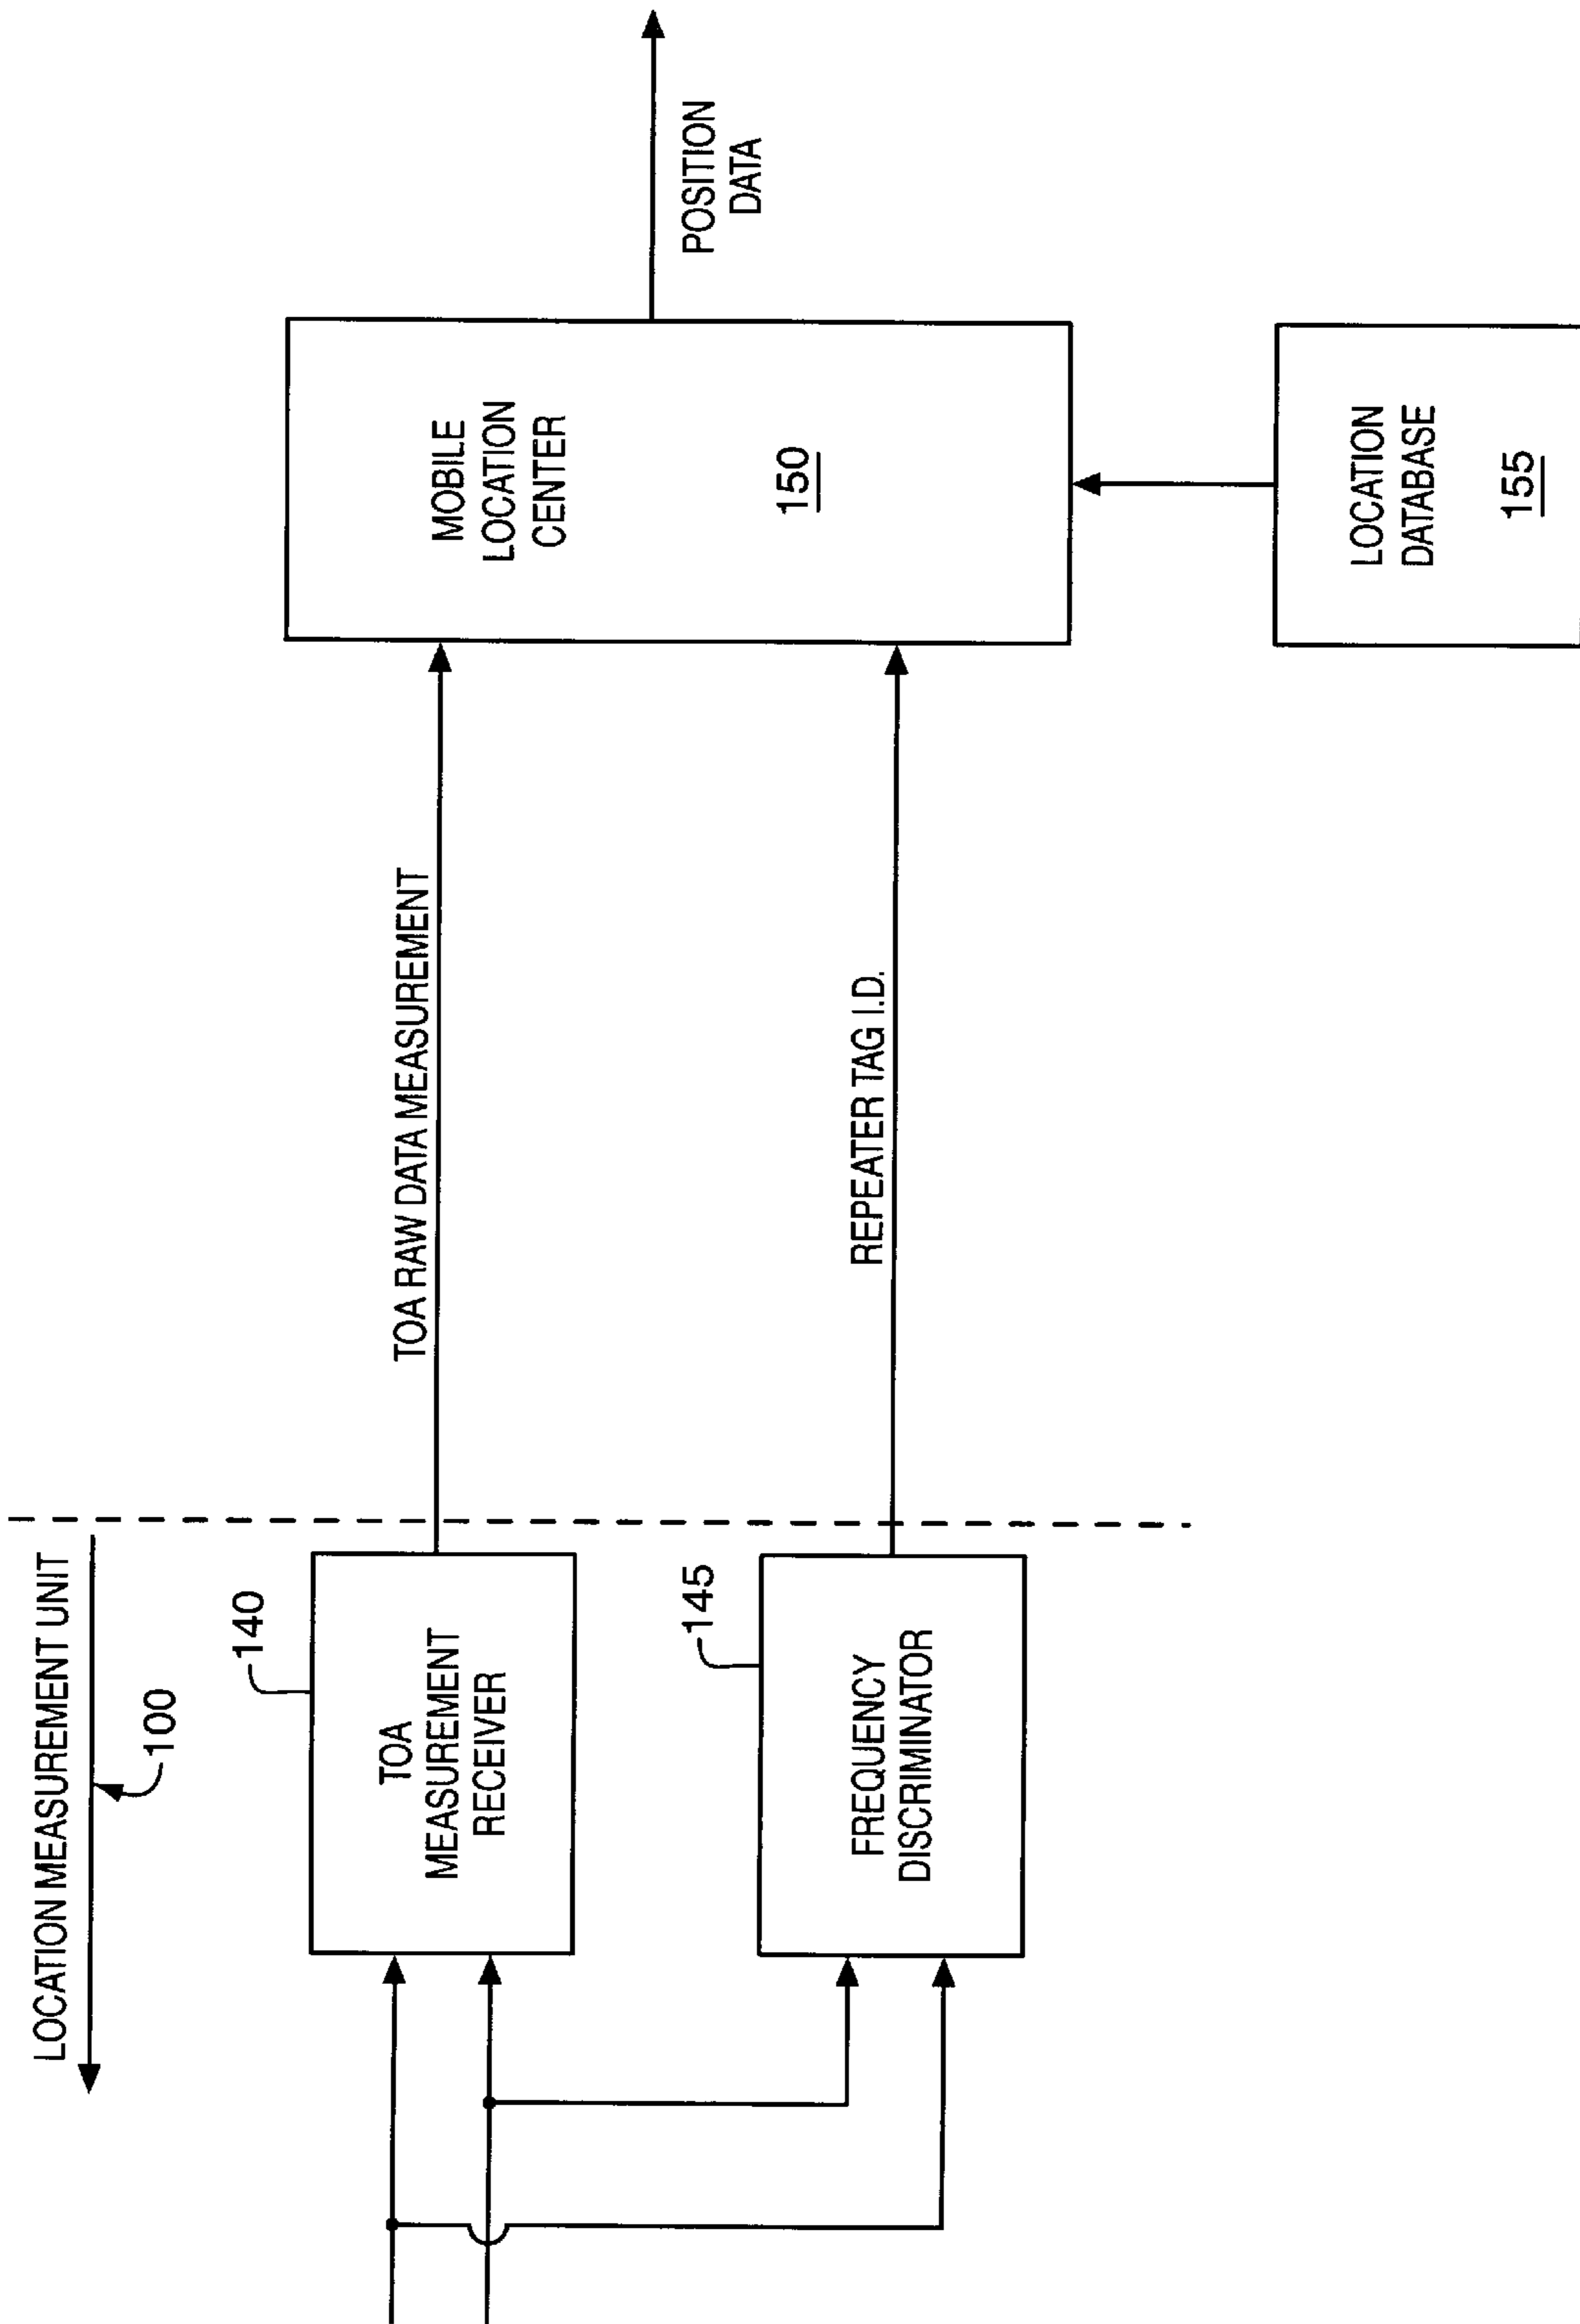 LOCATION MEASUREMENT UNIT
100
140
TOA
MEASUREMENT
RECEIVER
145
FREQUENCY
DISCRIMINATOR
TOA RAW DATA MEASUREMENT
REPEATER TAG I.D.
MOBILE
LOCATION
CENTER
150
LOCATION
DATABASE
155
POSITION
DATA